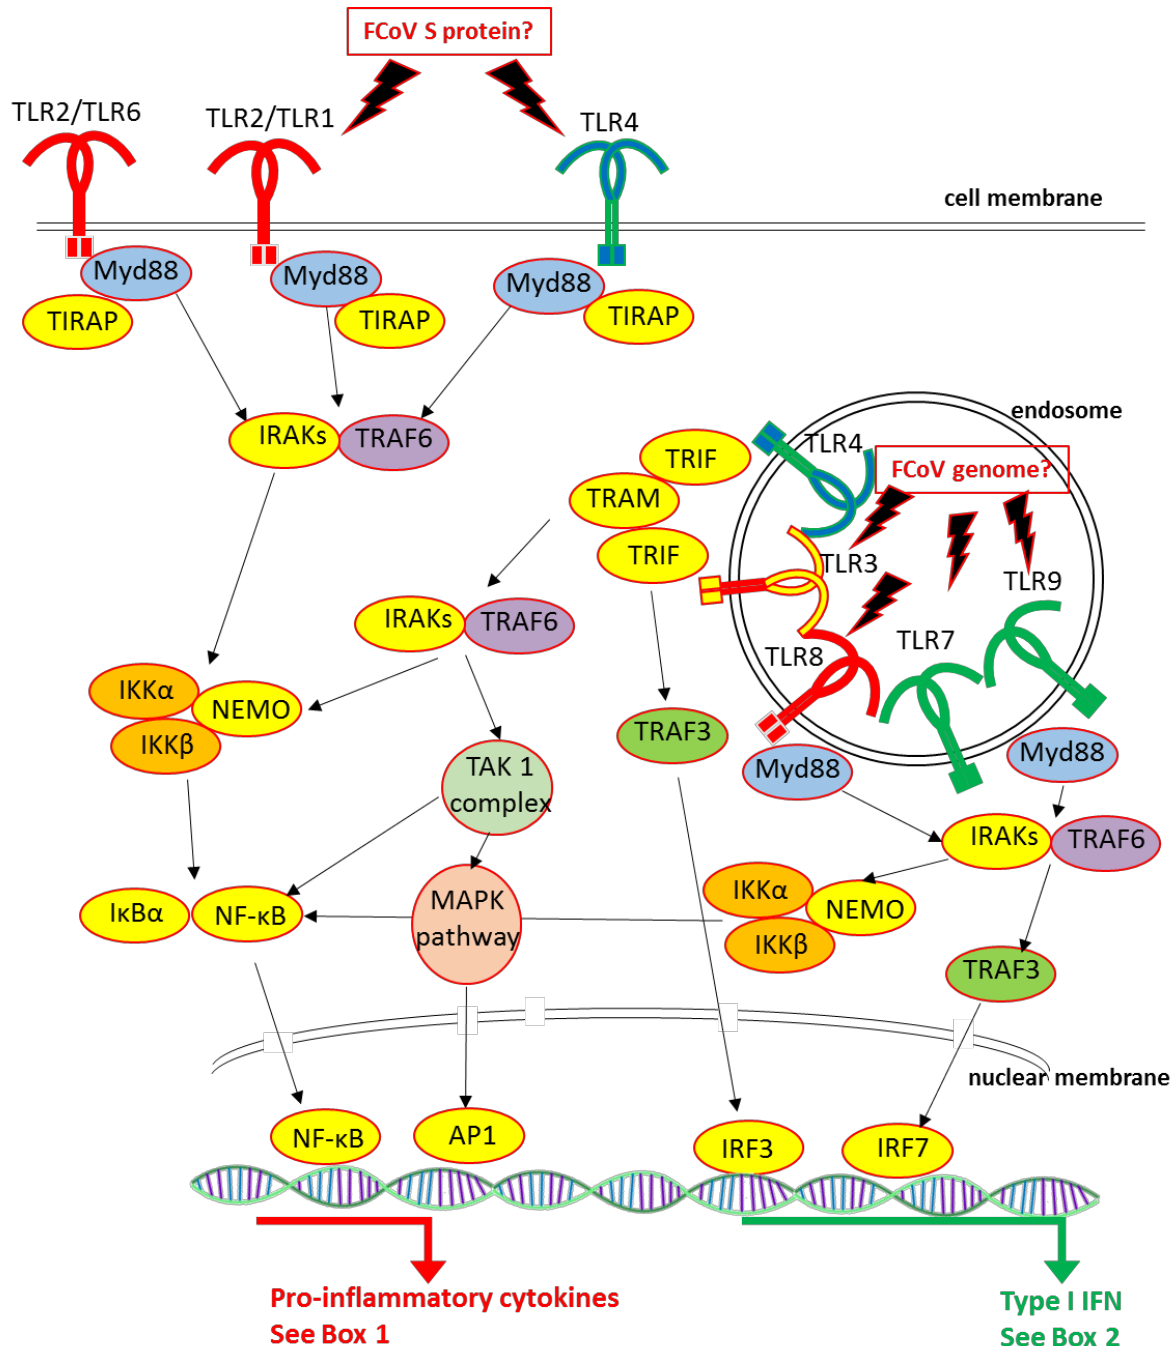 FCoV S protein?
TLR2/TLR6
TLR2/TLR1
TLR4
cell membrane
Myd88
Myd88
Myd88
TIRAP
TIRAP
TIRAP
IRAKs
TRAF6
endosome
TLR4
TRIF
FCoV genome?
TRAM
TRIF
TLR3
TLR9
IRAKs
TRAF6
TLR7
TLR8
IKKα
NEMO
IKKβ
TRAF3
Myd88
Myd88
TAK 1
complex
IRAKs
TRAF6
IKKα
NEMO
IKKβ
IκBα
NF-κB
MAPK
pathway
TRAF3
nuclear membrane
NF-κB
AP1
IRF3
IRF7
Pro-inflammatory cytokines
See Box 1
Type I IFN
See Box 2